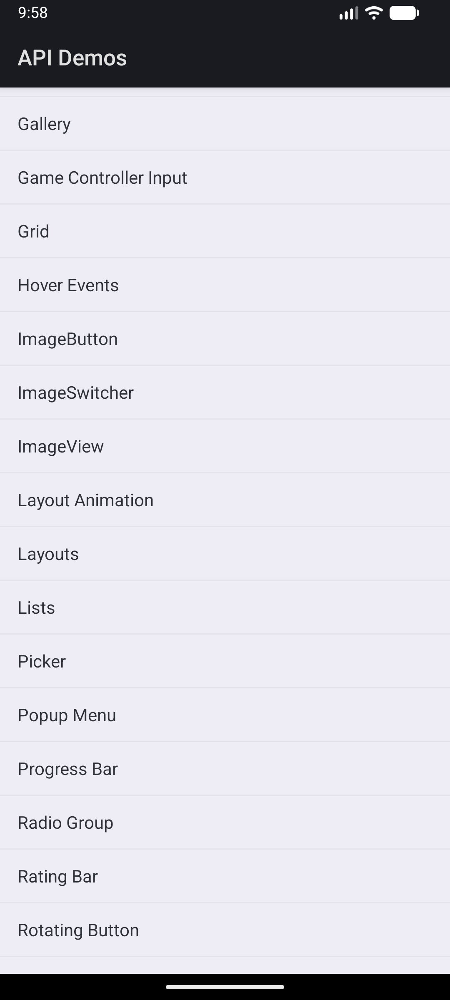 9:58
API Demos
Gallery
Game Controller Input
Grid
Hover Events
ImageButton
ImageSwitcher
ImageView
Layout Animation
Layouts
Lists
Picker
Popup Menu
Progress Bar
Radio Group
Rating Bar
Rotating Button